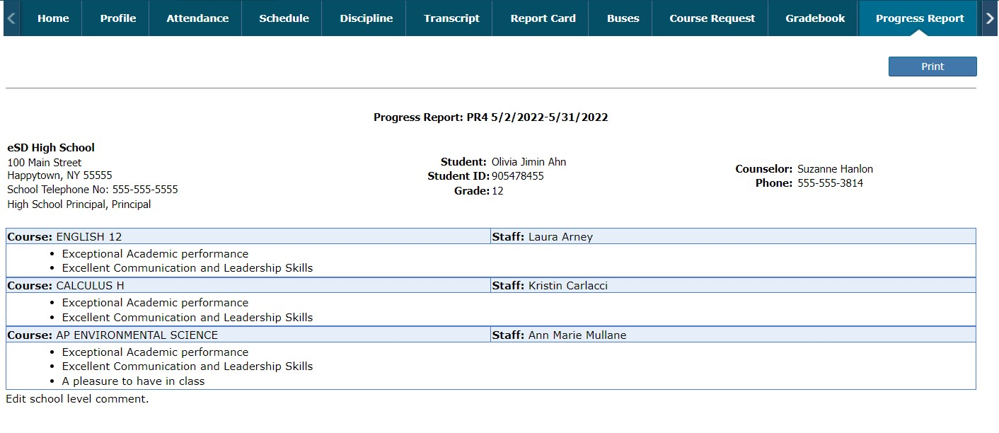 Home Profile Attendance Schedule Discipline Transcript Report Card Buses Course Request Gradebook Progress Report
Print
Progress Report: PR4 5/2/2022-5/31/2022
eSD High School
100 Main Street
Happytown, NY 55555
School Telephone No: 555-555-5555
High School Principal, Principal
Student: Olivia Jimin Ahn
Student ID: 905478455
Grade: 12
Counselor: Suzanne Hanlon
Phone: 555-555-3814
Course: ENGLISH 12 Staff: Laura Arney
• Exceptional Academic performance
• Excellent Communication and Leadership Skills
Course: CALCULUS H Staff: Kristin Carlacci
• Exceptional Academic performance
• Excellent Communication and Leadership Skills
Course: AP ENVIRONMENTAL SCIENCE Staff: Ann Marie Mullane
• Exceptional Academic performance
• Excellent Communication and Leadership Skills
• A pleasure to have in class
Edit school level comment.